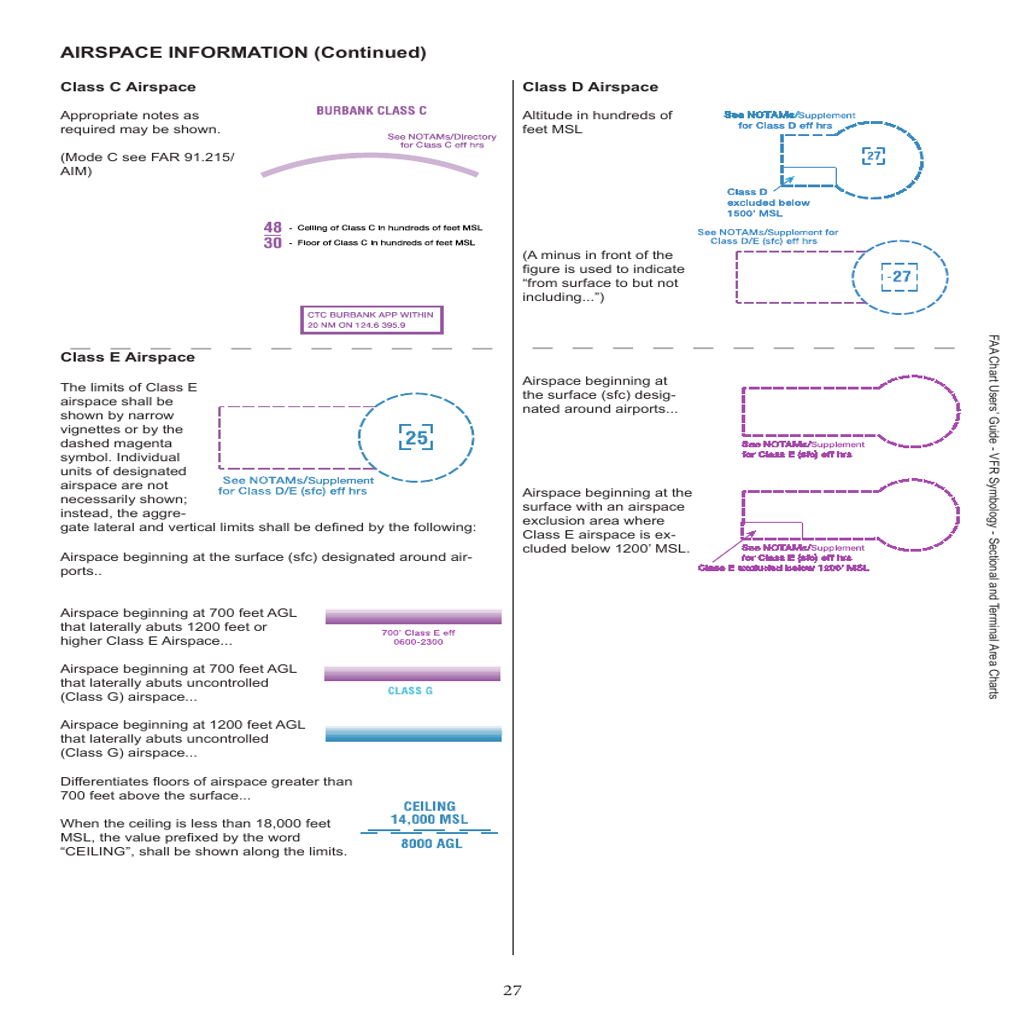 AIRSPACE INFORMATION (Continued)
Class C Airspace
Appropriate notes as
required may be shown.
(Mode C see FAR 91.215/
AIM)
BURBANK CLASS C
See NOTAMs/Directory
for Class C eff hrs
48 - Ceiling of Class C in hundreds of feet MSL
30 - Floor of Class C in hundreds of feet MSL
CTC BURBANK APP WITHIN
20 NM ON 124.6 395.9
Class E Airspace
The limits of Class E
airspace shall be
shown by narrow
vignettes or by the
dashed magenta
symbol. Individual
units of designated
airspace are not
necessarily shown;
instead, the aggre-
gate lateral and vertical limits shall be defined by the following:
25
See NOTAMs/Supplement
for Class D/E (sfc) eff hrs
Airspace beginning at the surface (sfc) designated around air-
ports..
Airspace beginning at 700 feet AGL
that laterally abuts 1200 feet or
higher Class E Airspace...
700' Class E eff
0600-2300
Airspace beginning at 700 feet AGL
that laterally abuts uncontrolled
(Class G) airspace...
CLASS G
Airspace beginning at 1200 feet AGL
that laterally abuts uncontrolled
(Class G) airspace...
Differentiates floors of airspace greater than
700 feet above the surface...
When the ceiling is less than 18,000 feet
MSL, the value prefixed by the word
“CEILING”, shall be shown along the limits.
CEILING
14,000 MSL
8000 AGL
Class D Airspace
Altitude in hundreds of
feet MSL
See NOTAMs/Supplement
for Class D eff hrs
27
Class D
excluded below
1500' MSL
(A minus in front of the
figure is used to indicate
“from surface to but not
including...”)
See NOTAMs/Supplement for
Class D/E (sfc) eff hrs
-27
Airspace beginning at
the surface (sfc) desig-
nated around airports...
See NOTAMs/Supplement
for Class E (sfc) eff hrs
Airspace beginning at the
surface with an airspace
exclusion area where
Class E airspace is ex-
cluded below 1200' MSL.
See NOTAMs/Supplement
for Class E (sfc) eff hrs
Class E excluded below 1200' MSL
FAA Chart Users' Guide - VFR Symbology - Sectional and Terminal Area Charts
27